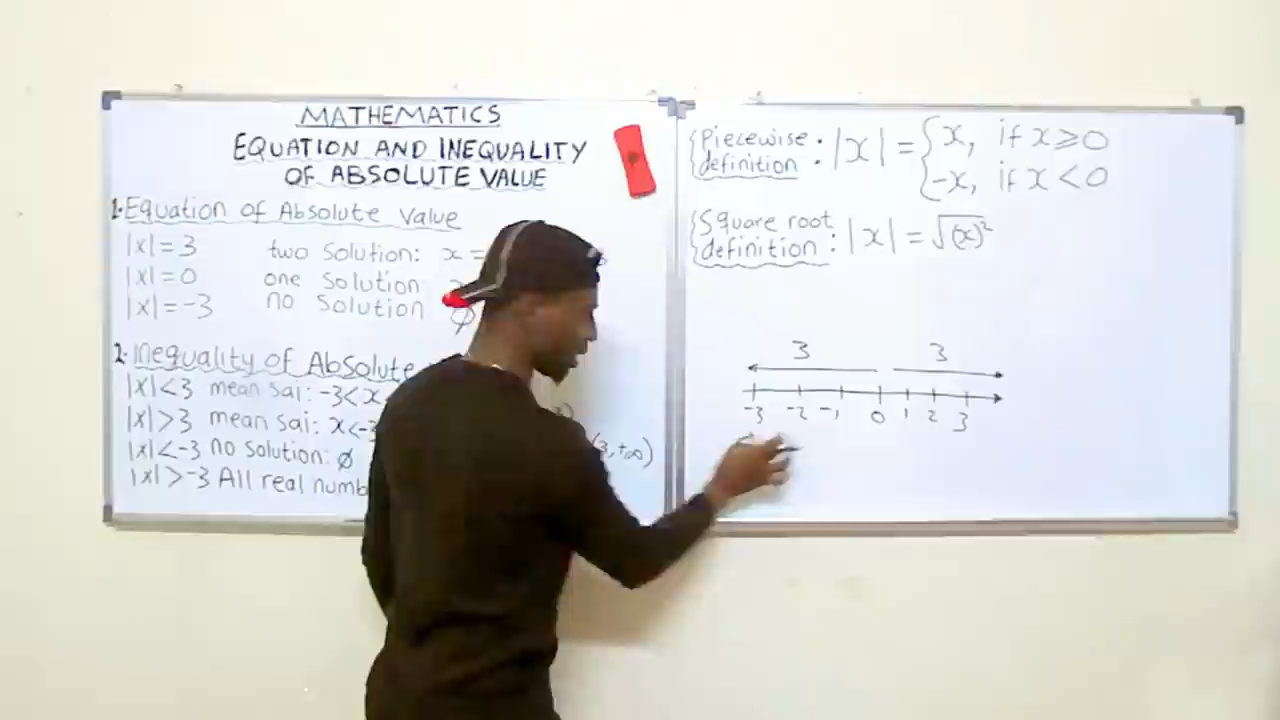 MATHEMATICS
EQUATION AND INEQUALITY
OF ABSOLUTE VALUE
1. Equation of Absolute Value
|x| = 3 two Solution: x =
|x| = 0 one Solution
|x| = -3 no Solution ∅
2. Inequality of Absolute
|x| < 3 mean sai: -3 < x
|x| > 3 mean sai: x < -3 (3, +∞)
|x| < -3 no solution: ∅
|x| > -3 All real
{Piecewise definition: |x| = { x, if x ⩾ 0
-x, if x < 0
{Square root definition: |x| = √(x)²
3 3
-3 -2 -1 0 1 2 3